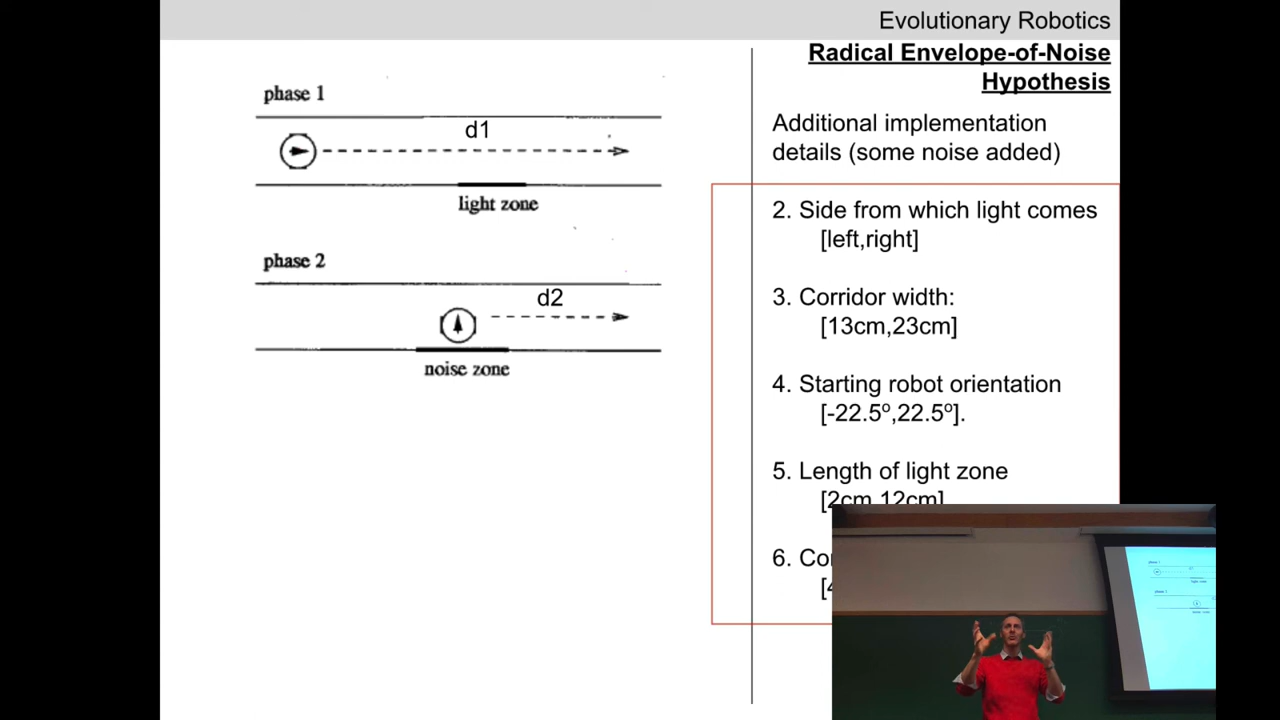 Evolutionary Robotics
Radical Envelope-of-Noise
Hypothesis
phase 1
d1
light zone
phase 2
d2
noise zone
Additional implementation
details (some noise added)
2. Side from which light comes
[left,right]
3. Corridor width:
[13cm,23cm]
4. Starting robot orientation
[-22.5º,22.5º].
5. Length of light zone
[2cm,12cm]
6.